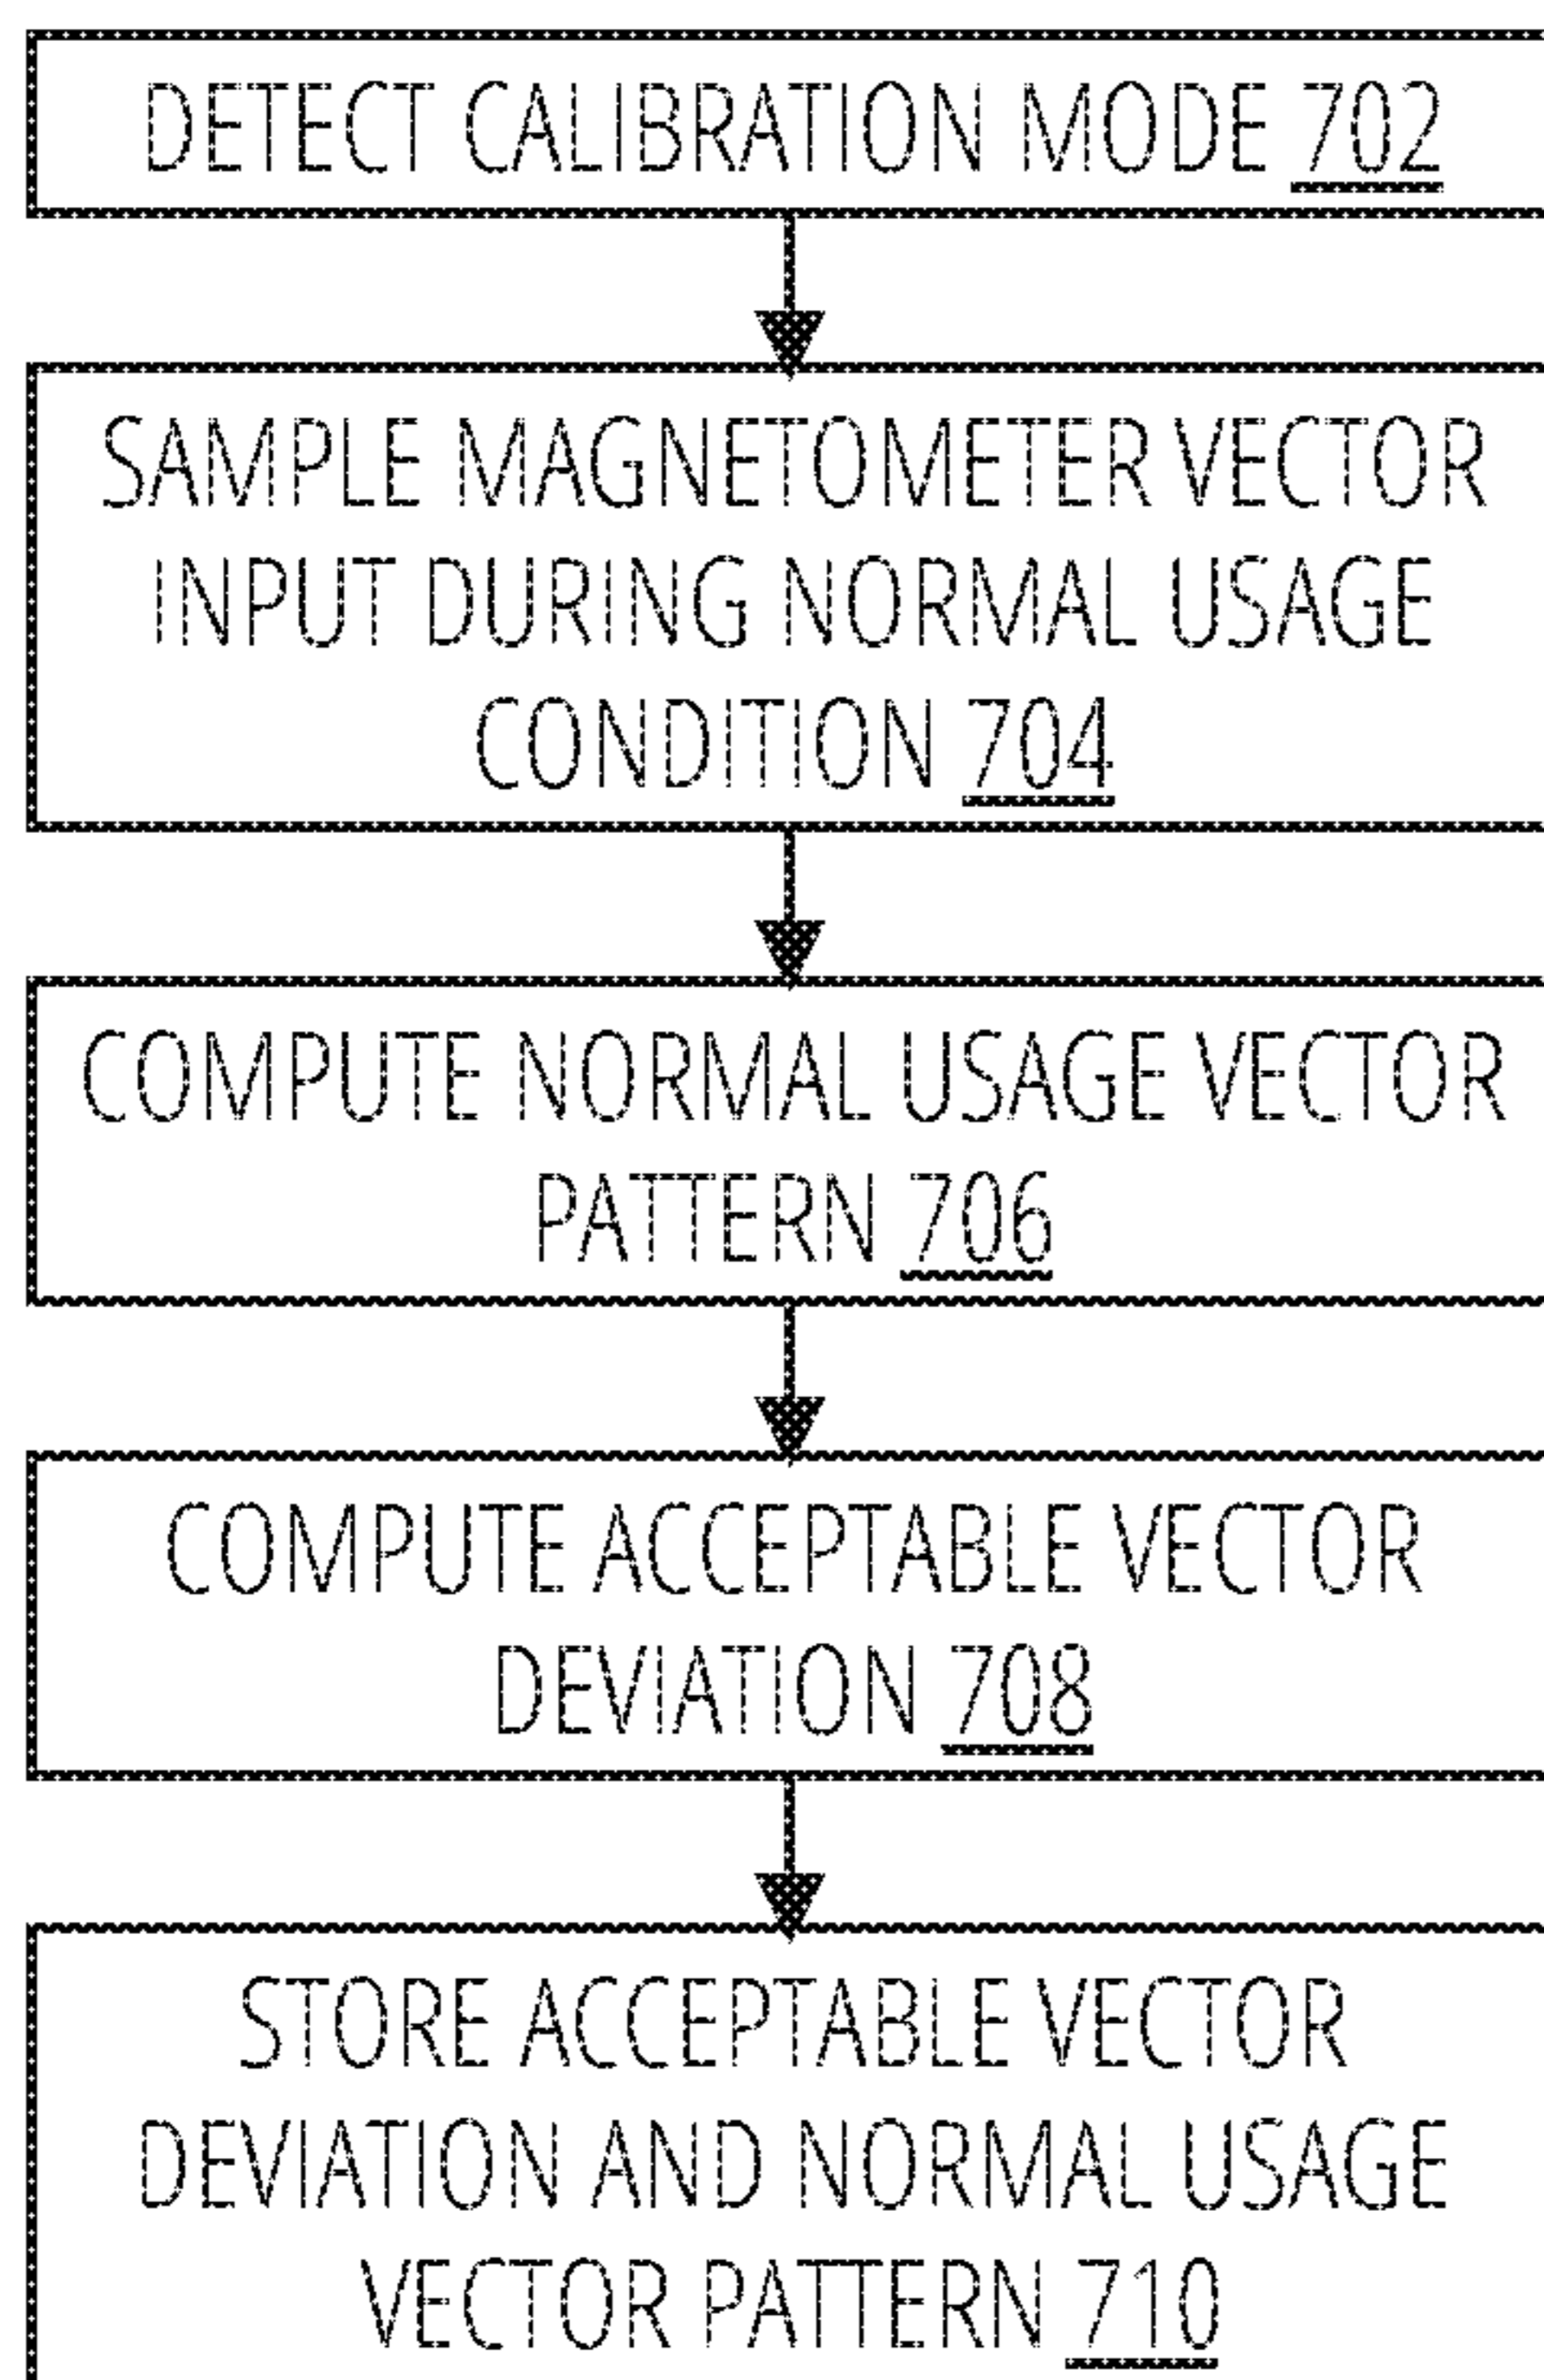 DETECT CALIBRATION MODE 702
SAMPLE MAGNETOMETER VECTOR
INPUT DURING NORMAL USAGE
CONDITION 704
COMPUTE NORMAL USAGE VECTOR
PATTERN 706
COMPUTE ACCEPTABLE VECTOR
DEVIATION 708
STORE ACCEPTABLE VECTOR
DEVIATION AND NORMAL USAGE
VECTOR PATTERN 710